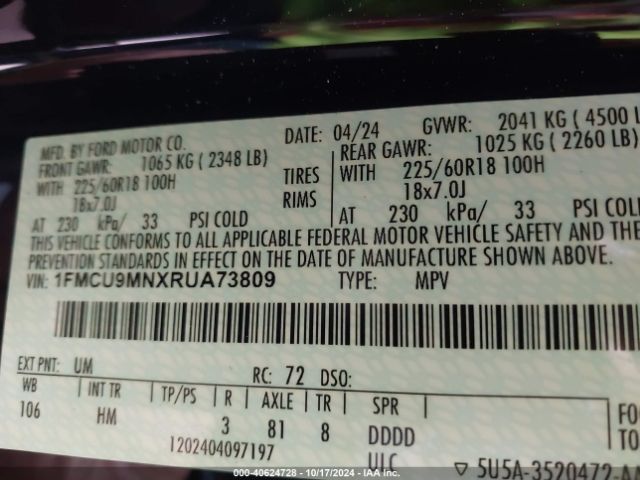 MFD. BY FORD MOTOR CO. DATE: 04/24 GVWR: 2041 KG ( 4500 L
FRONT GAWR: 1065 KG ( 2348 LB) REAR GAWR: 1025 KG ( 2260 LB)
WITH 225/60R18 100H TIRES WITH 225/60R18 100H
18x7.0J RIMS 18x7.0J
AT 230 kPa/ 33 PSI COLD AT 230 kPa/ 33 PSI COL
THIS VEHICLE CONFORMS TO ALL APPLICABLE FEDERAL MOTOR VEHICLE SAFETY AND
PREVENTION STANDARDS IN EFFECT ON THE DATE OF MANUFACTURE SHOWN ABOVE.
VIN: 1FMCU9MNXRUA73809 TYPE: MPV
EXT PNT: UM RC: 72 DSO:
WB INT TR TP/PS R AXLE TR SPR
106 HM 3 81 8 DDDD
FO
TO
1202404097197 ULC
5U5A-3520472-AA
© IAA - 40624728 - 10/17/2024 - IAAI.COM